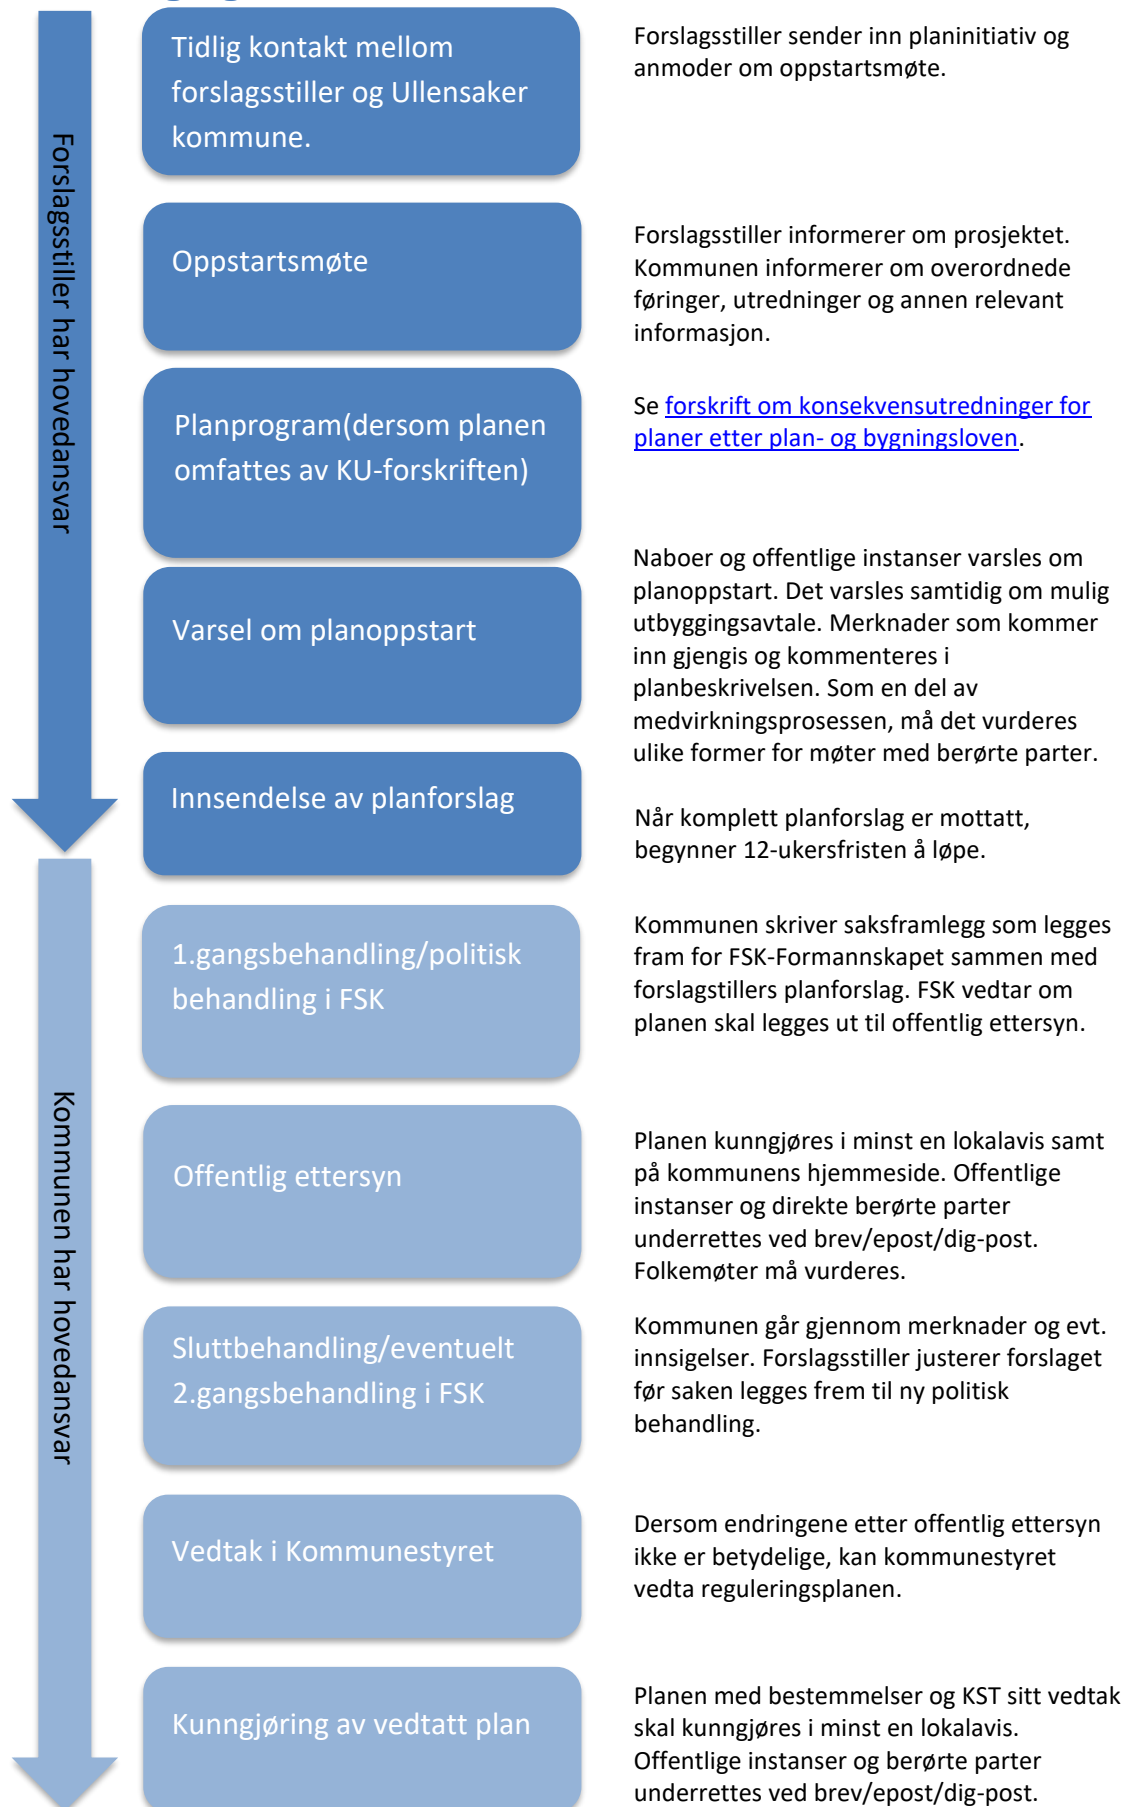 Forslagsstiller har hovedansvar
Tidlig kontakt mellom
forslagsstiller og Ullensaker
kommune.
Forslagsstiller sender inn planinitiativ og
anmoder om oppstartsmøte.
Oppstartsmøte
Forslagsstiller informerer om prosjektet.
Kommunen informerer om overordnede
føringer, utredninger og annen relevant
informasjon.
Planprogram(dersom planen
omfattes av KU-forskriften)
Se forskrift om konsekvensutredninger for
planer etter plan- og bygningsloven.
Varsel om planoppstart
Naboer og offentlige instanser varsles om
planoppstart. Det varsles samtidig om mulig
utbyggingsavtale. Merknader som kommer
inn gjengis og kommenteres i
planbeskrivelsen. Som en del av
medvirkningsprosessen, må det vurderes
ulike former for møter med berørte parter.
Innsendelse av planforslag
Når komplett planforslag er mottatt,
begynner 12-ukersfristen å løpe.
Kommunen har hovedansvar
1.gangsbehandling/politisk
behandling i FSK
Kommunen skriver saksframlegg som legges
fram for FSK-Formannskapet sammen med
forslagstillers planforslag. FSK vedtar om
planen skal legges ut til offentlig ettersyn.
Offentlig ettersyn
Planen kunngjøres i minst en lokalavis samt
på kommunens hjemmeside. Offentlige
instanser og direkte berørte parter
underrettes ved brev/epost/dig-post.
Folkemøter må vurderes.
Sluttbehandling/eventuelt
2.gangsbehandling i FSK
Kommunen går gjennom merknader og evt.
innsigelser. Forslagsstiller justerer forslaget
før saken legges frem til ny politisk
behandling.
Vedtak i Kommunestyret
Dersom endringene etter offentlig ettersyn
ikke er betydelige, kan kommunestyret
vedta reguleringsplanen.
Kunngjøring av vedtatt plan
Planen med bestemmelser og KST sitt vedtak
skal kunngjøres i minst en lokalavis.
Offentlige instanser og berørte parter
underrettes ved brev/epost/dig-post.